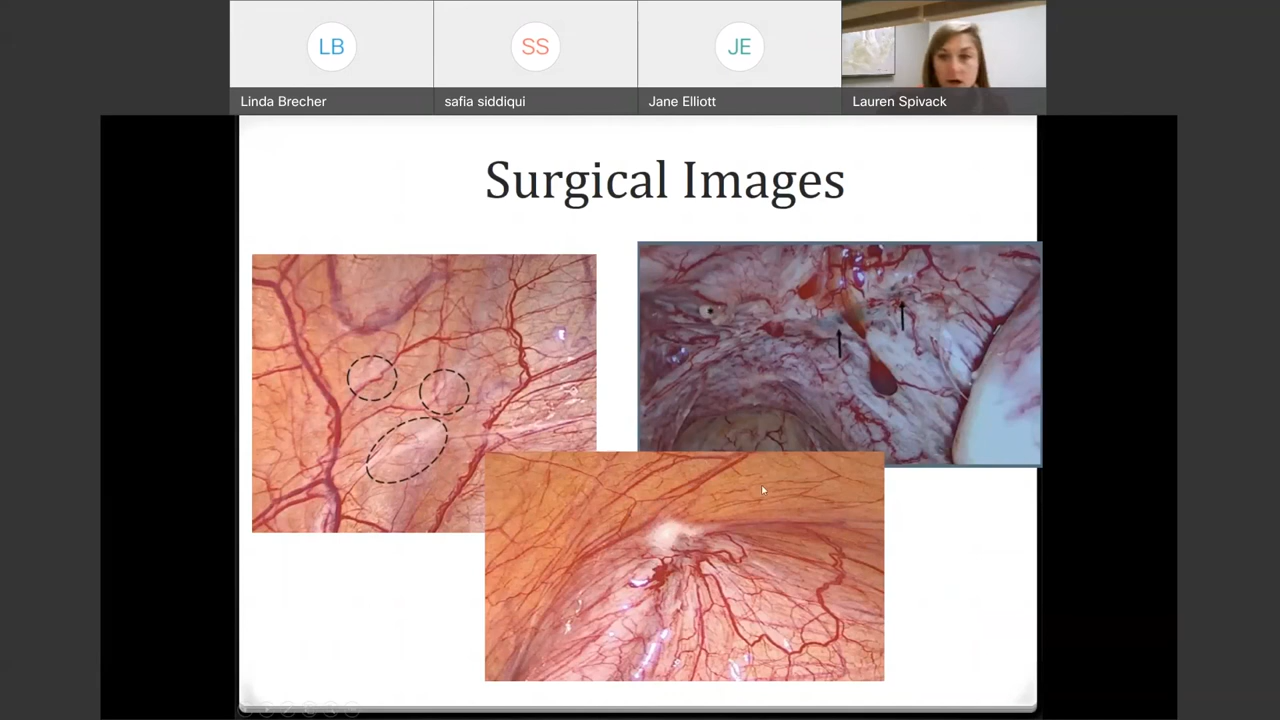 LB
SS
JE
Linda Brecher
safia siddiqui
Jane Elliott
Lauren Spivack
Surgical Images